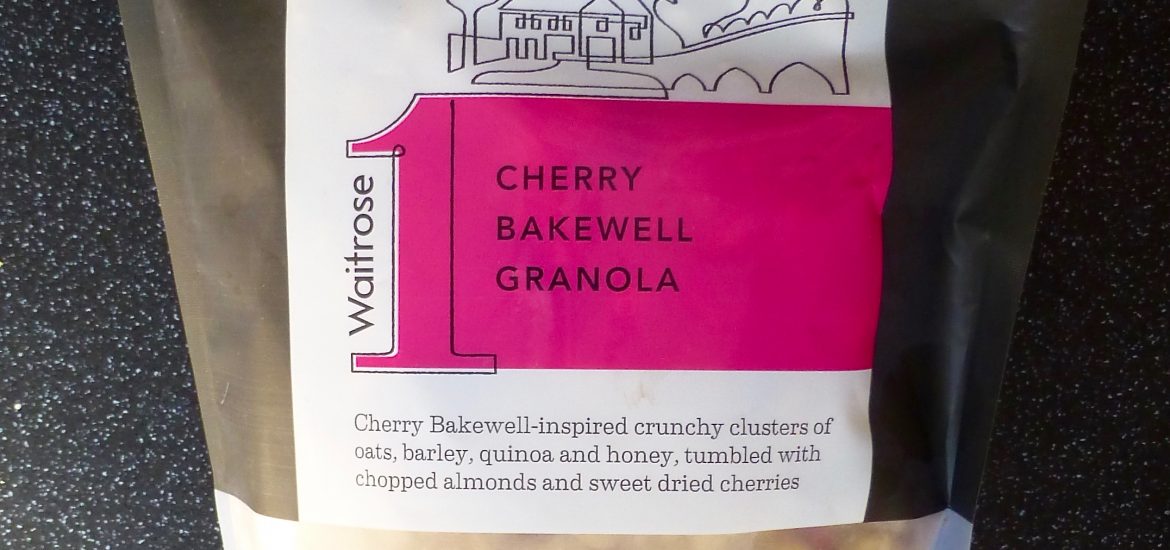 Waitrose
1
CHERRY
BAKEWELL
GRANOLA
Cherry Bakewell-inspired crunchy clusters of
oats, barley, quinoa and honey, tumbled with
chopped almonds and sweet dried cherries